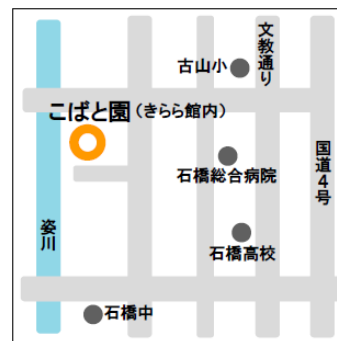 文教通り
古山小
こばと園(きらら館内)
国道4号
石橋総合病院
姿川
石橋高校
石橋中